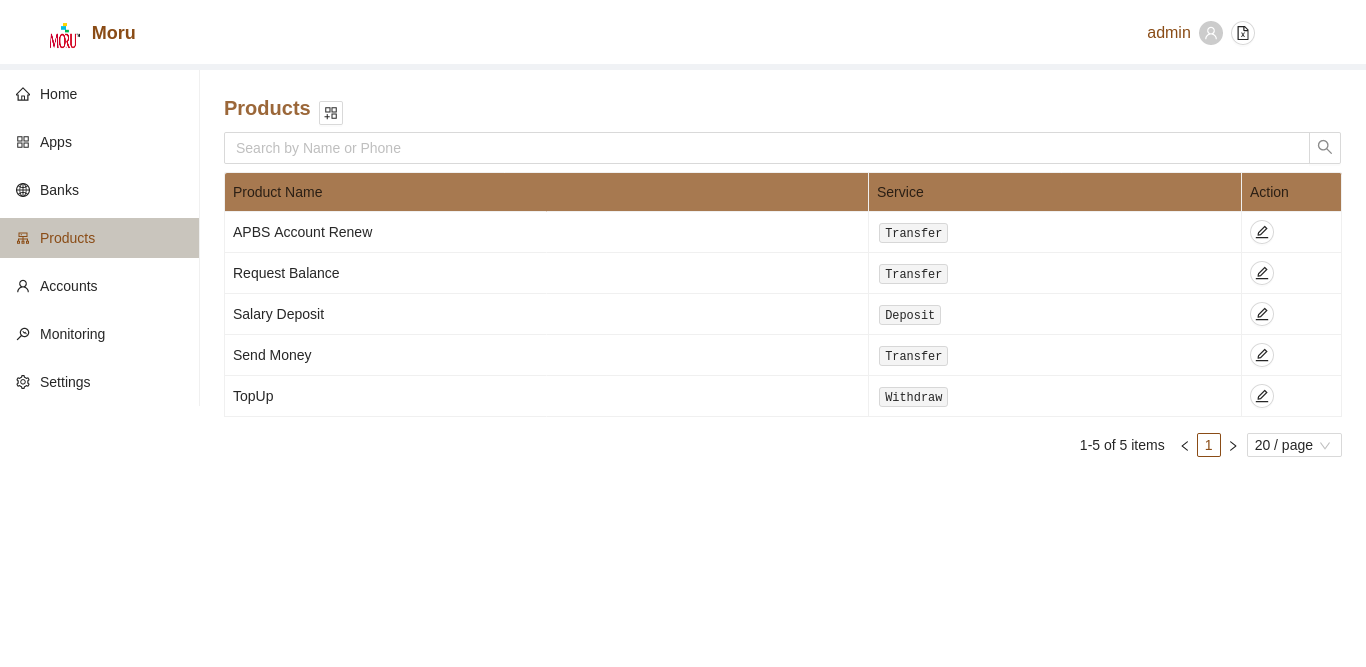 MORU Moru
admin
Home
Apps
Banks
Products
Accounts
Monitoring
Settings
Products
Search by Name or Phone
Product Name Service Action
APBS Account Renew Transfer
Request Balance Transfer
Salary Deposit Deposit
Send Money Transfer
TopUp Withdraw
1-5 of 5 items 1 20 / page